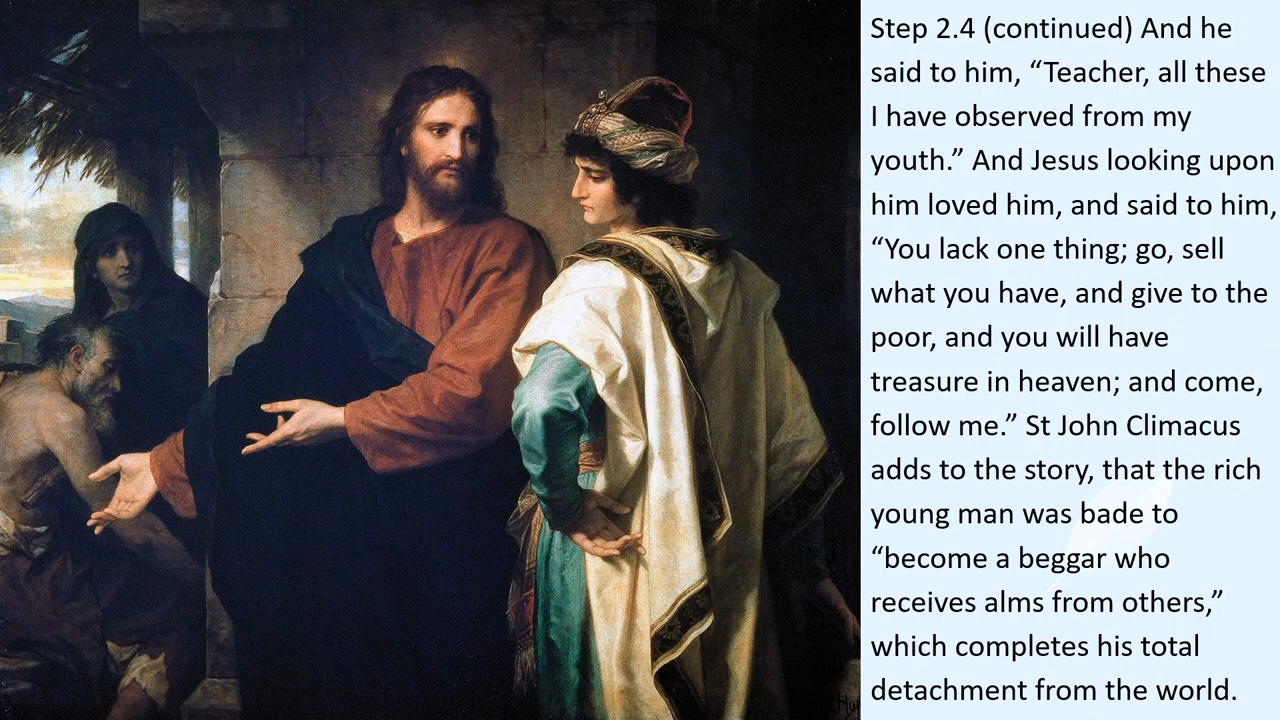 Step 2.4 (continued) And he
said to him, “Teacher, all these
I have observed from my
youth.” And Jesus looking upon
him loved him, and said to him,
“You lack one thing; go, sell
what you have, and give to the
poor, and you will have
treasure in heaven; and come,
follow me.” St John Climacus
adds to the story, that the rich
young man was bade to
“become a beggar who
receives alms from others,”
which completes his total
detachment from the world.